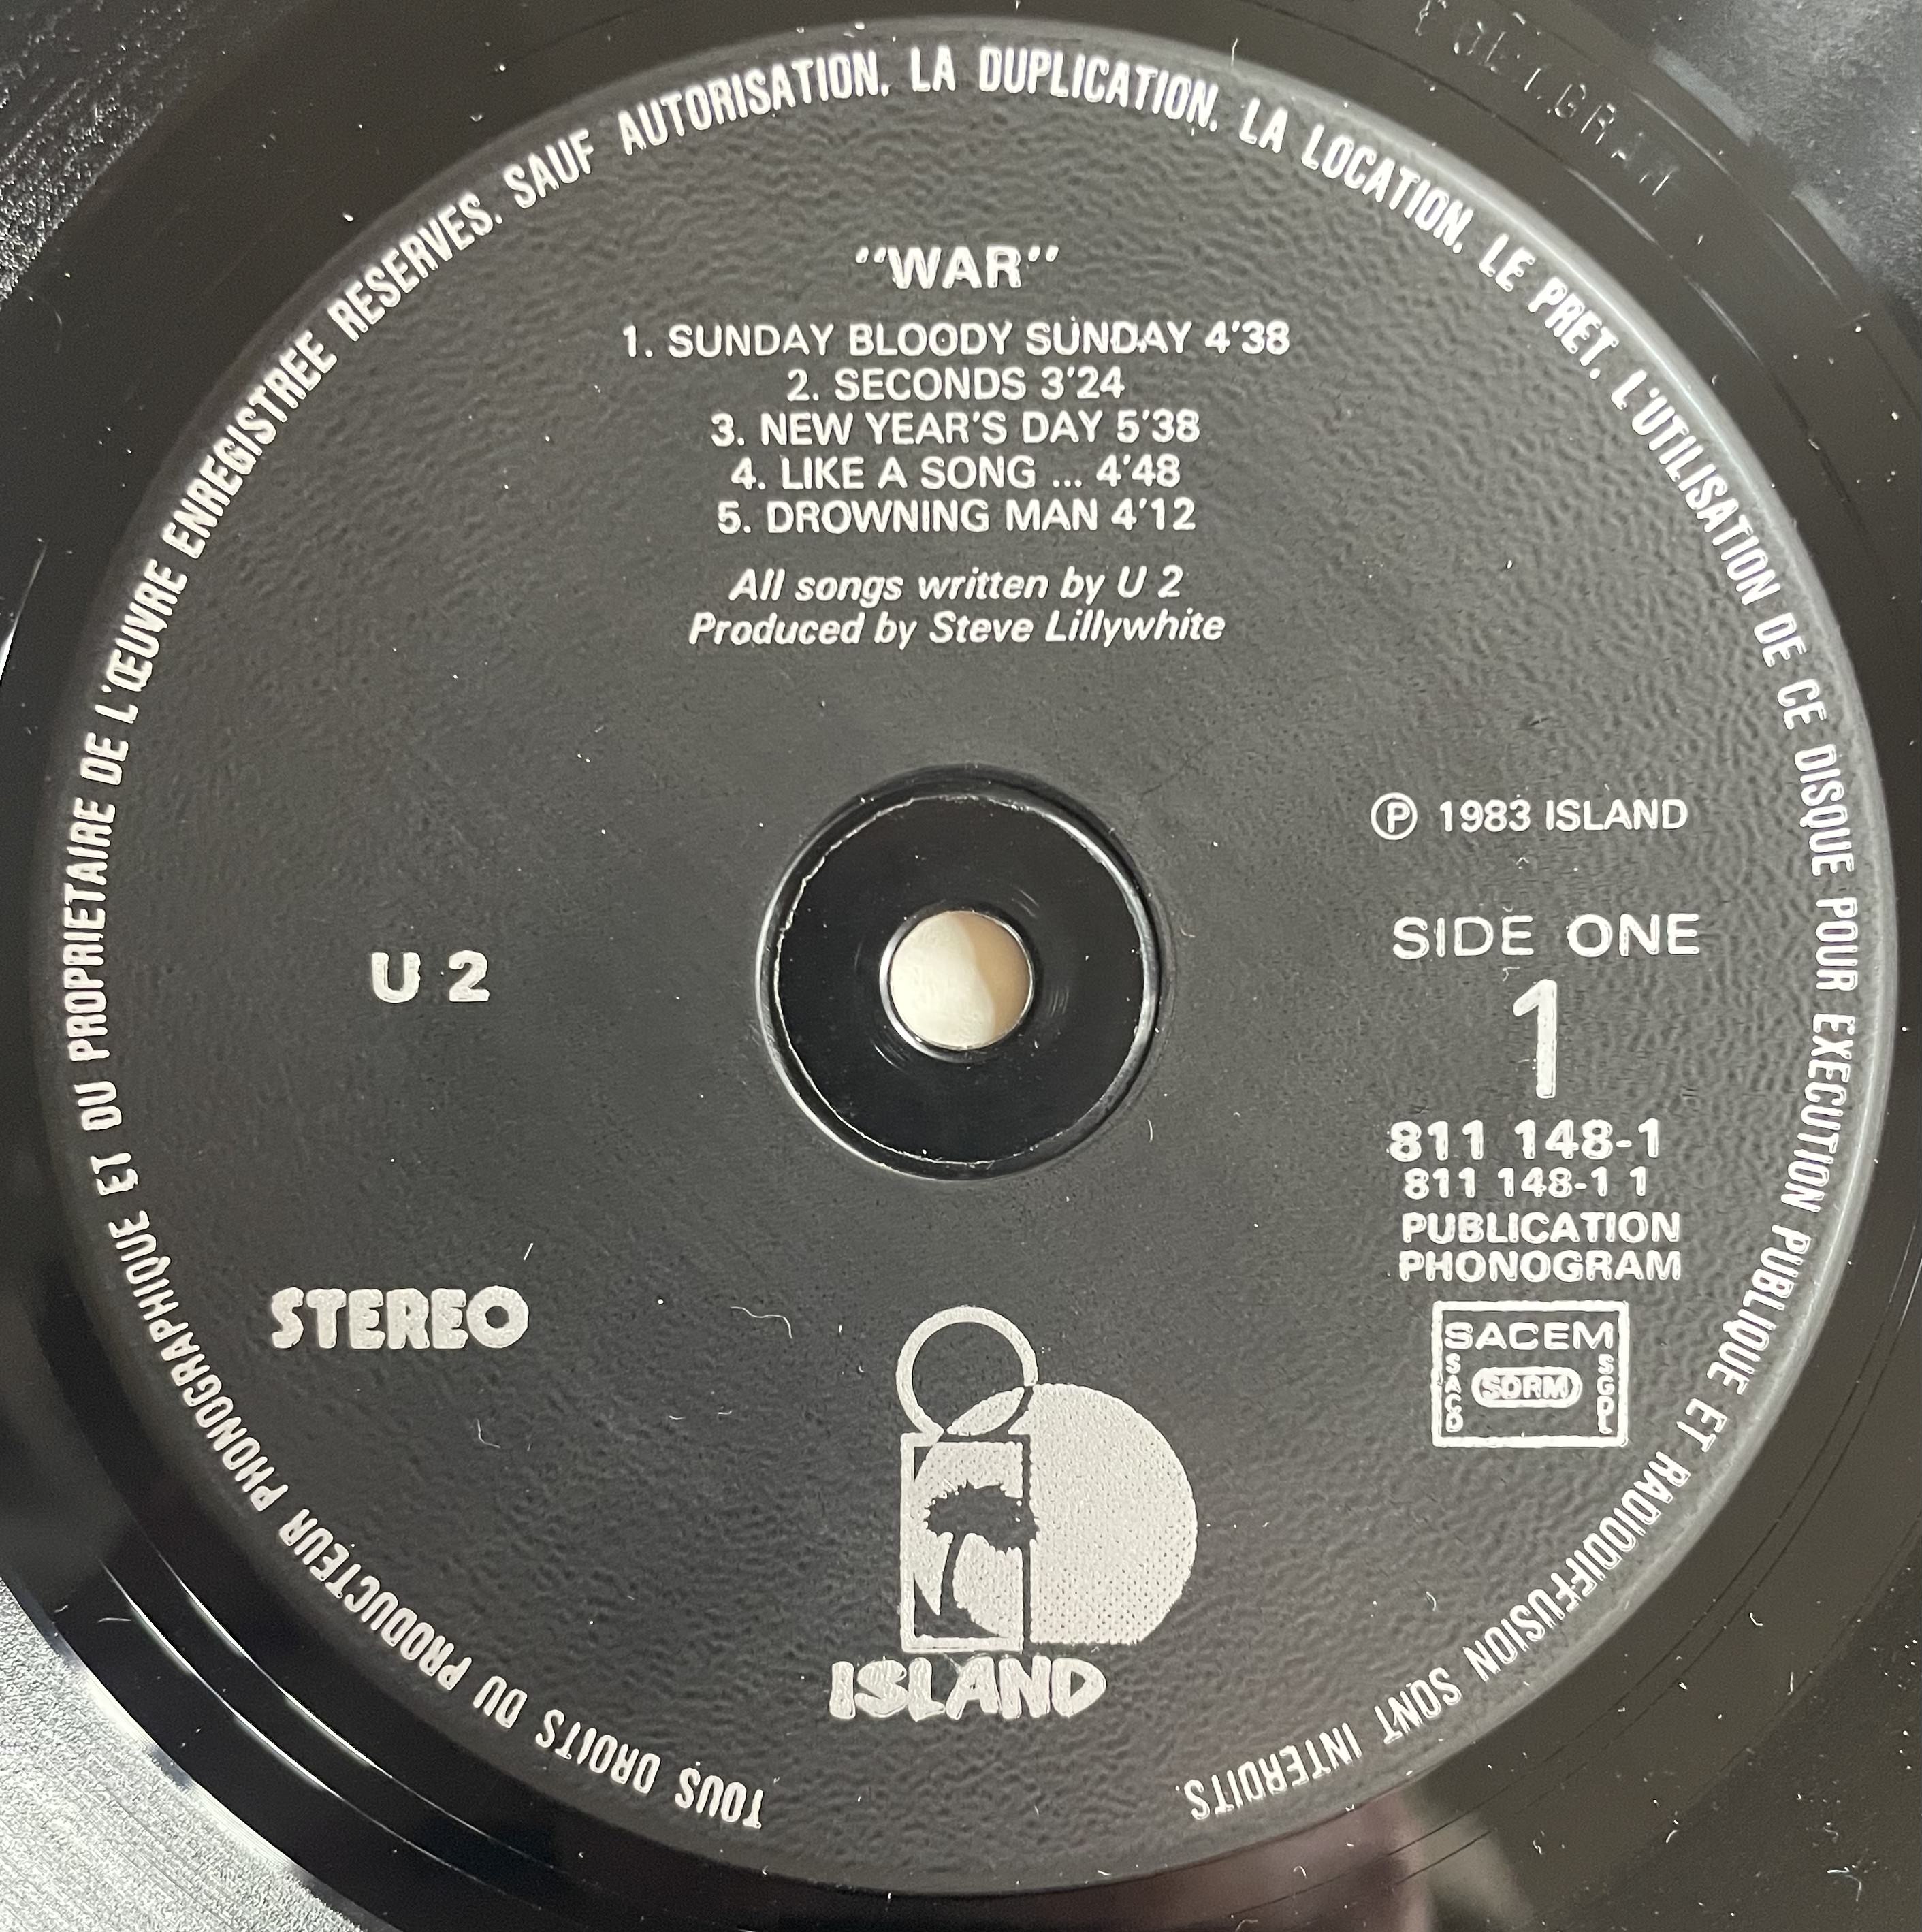 TOUS DROITS DU PRODUCTEUR PHONOGRAPHIQUE ET DU PROPRIETAIRE DE L'ŒUVRE ENREGISTREE RESERVES. SAUF AUTORISATION, LA DUPLICATION, LA LOCATION, LE PRET, L'UTILISATION DE CE DISQUE POUR EXECUTION PUBLIQUE ET RADIODIFFUSION SONT INTERDITS.
"WAR"
1. SUNDAY BLOODY SUNDAY 4'38
2. SECONDS 3'24
3. NEW YEAR'S DAY 5'38
4. LIKE A SONG ... 4'48
5. DROWNING MAN 4'12
All songs written by U 2
Produced by Steve Lillywhite
U 2
STEREO
Ⓟ 1983 ISLAND
SIDE ONE
1
811 148-1
811 148-1 1
PUBLICATION
PHONOGRAM
SACEM
SACD
SDRM
SGDL
ISLAND
POLYGRAM